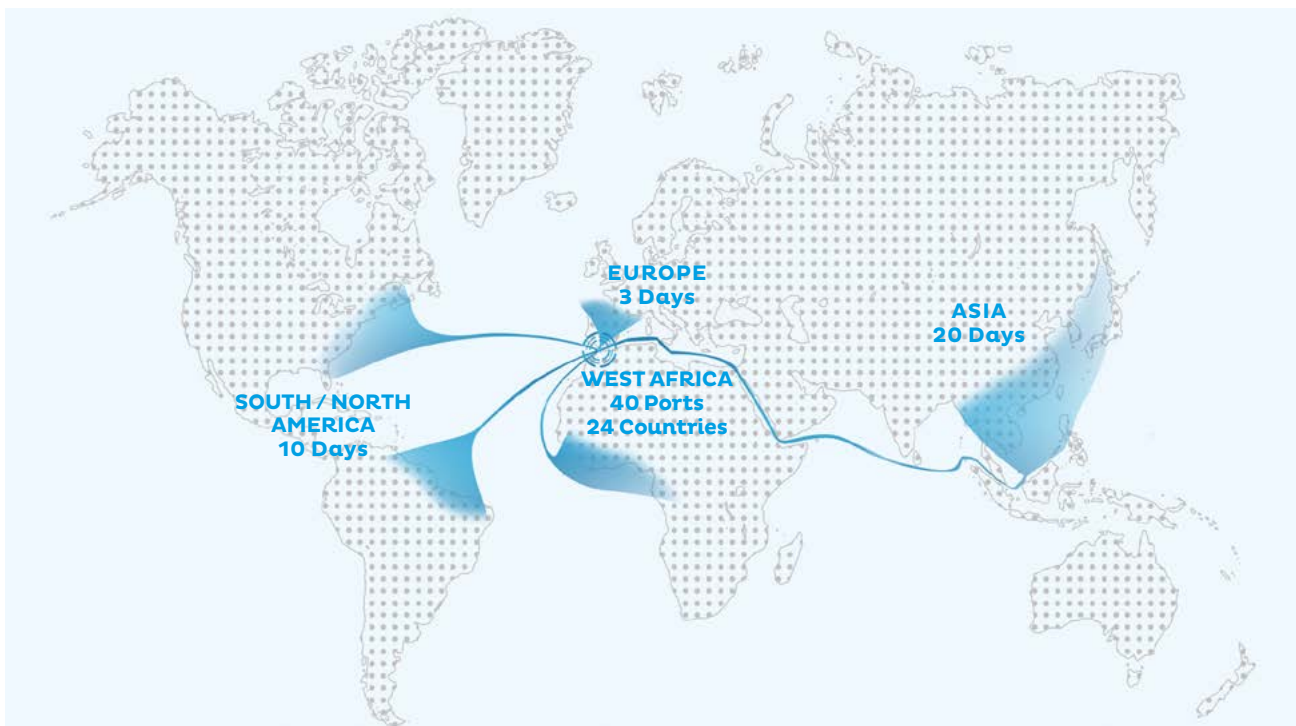 EUROPE
3 Days
ASIA
20 Days
WEST AFRICA
40 Ports
24 Countries
SOUTH / NORTH
AMERICA
10 Days